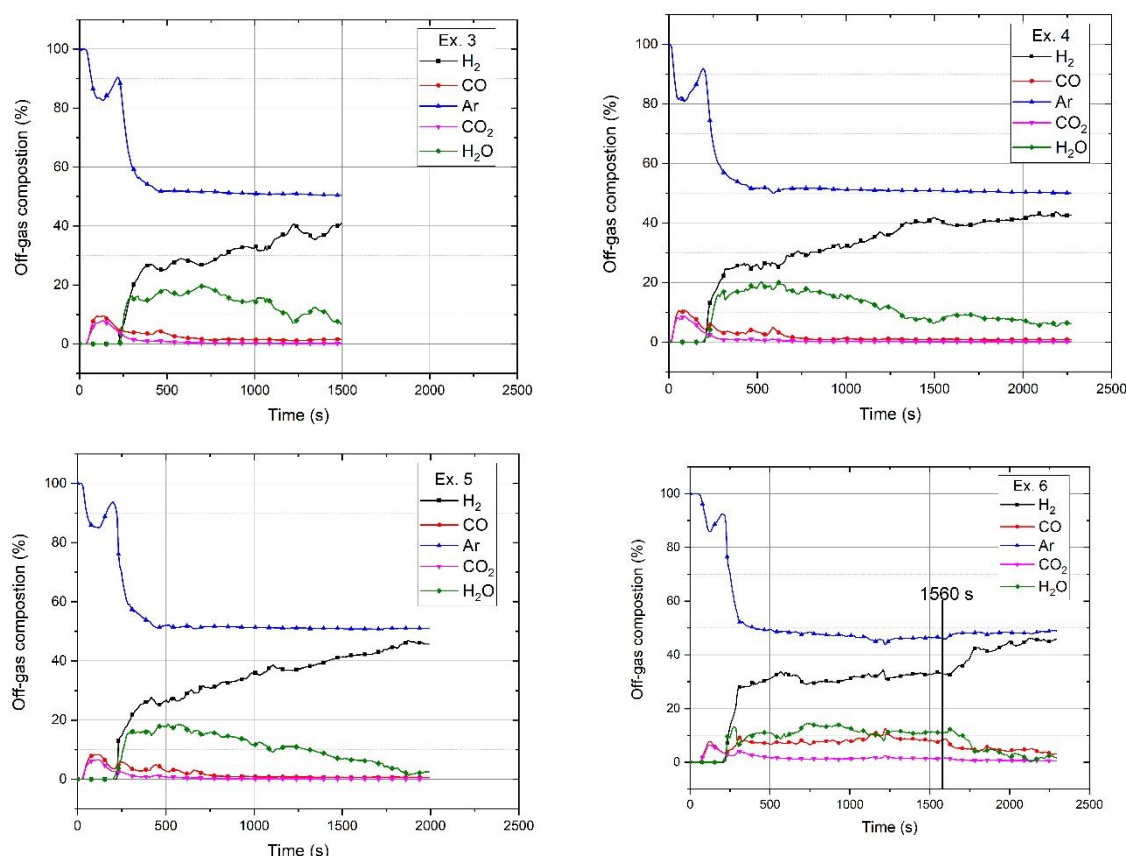 Ex. 3
H₂
CO
Ar
CO₂
H₂O
100
80
60
40
20
0
Off-gas compostion (%)
0 500 1000 1500 2000 2500
Time (s)
Ex. 4
H₂
CO
Ar
CO₂
H₂O
100
80
60
40
20
0
Off-gas compostion (%)
0 500 1000 1500 2000 2500
Time (s)
Ex. 5
H₂
CO
Ar
CO₂
H₂O
100
80
60
40
20
0
Off-gas compostion (%)
0 500 1000 1500 2000 2500
Time (s)
Ex. 6
H₂
CO
Ar
CO₂
H₂O
1560 s
100
80
60
40
20
0
Off-gas compostion (%)
0 500 1000 1500 2000 2500
Time (s)